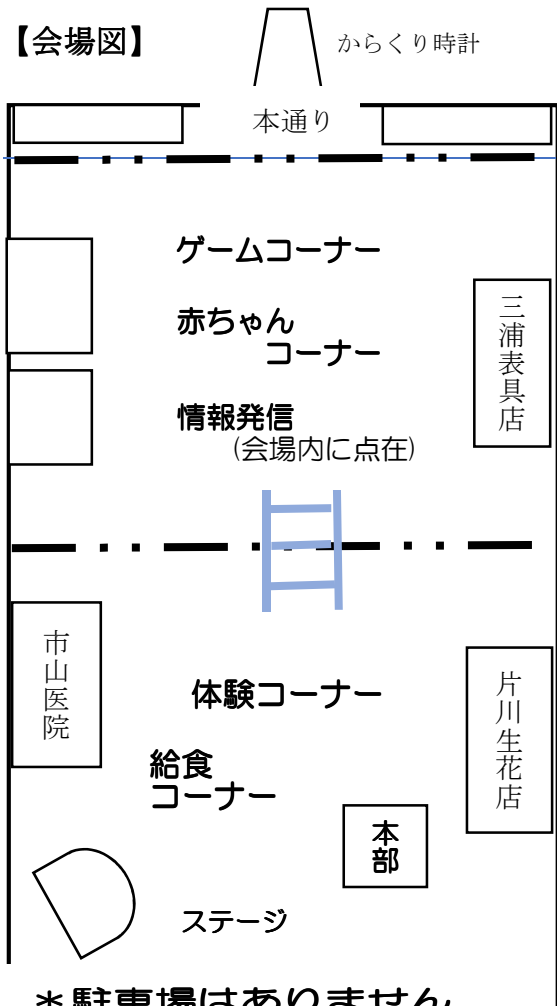 【会場図】
からくり時計
本通り
ゲームコーナー
赤ちゃん
コーナー
三浦表具店
情報発信
(会場内に点在)
市山医院
体験コーナー
片川生花店
給食
コーナー
本部
ステージ
＊駐車場はありません